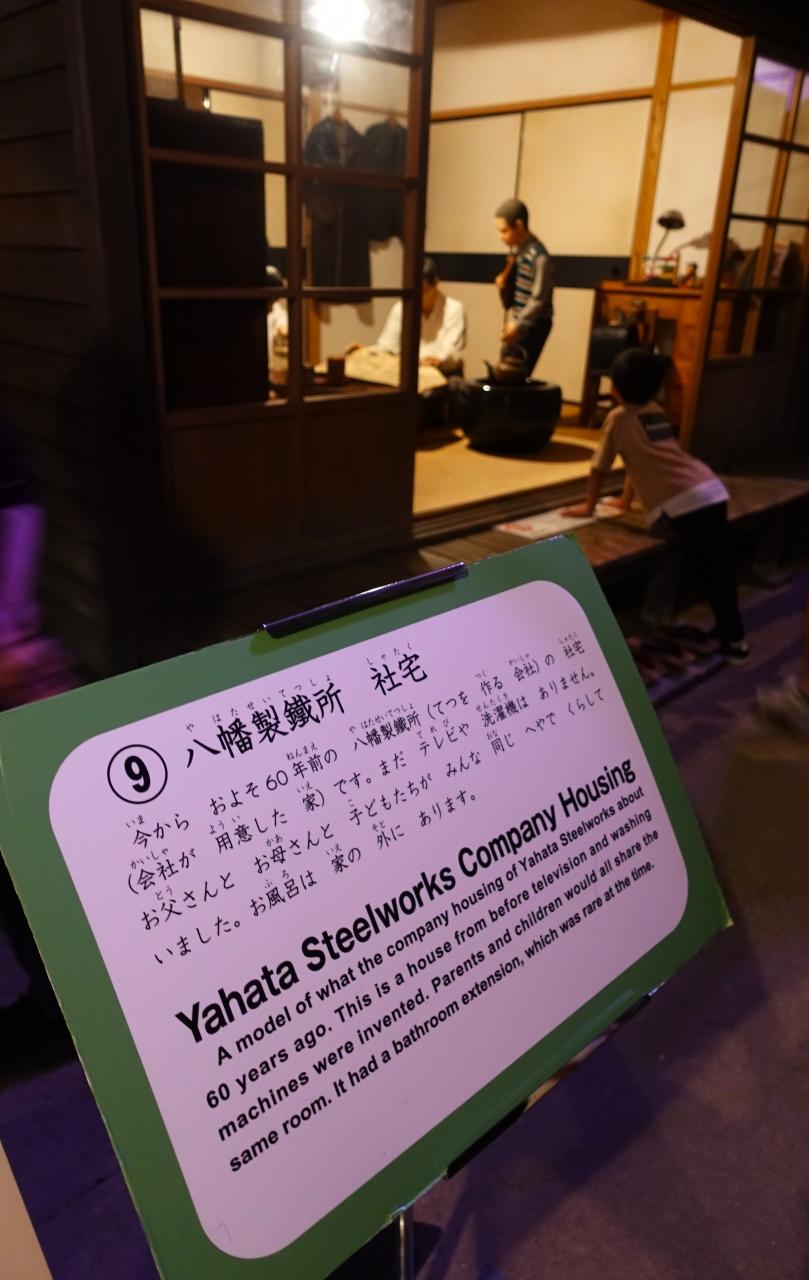 ⑨ 八幡製鐵所 社宅
今から およそ60年前の 八幡製鐵所(てつを 作る 会社)の 社宅
(会社が 用意した 家)です。まだ テレビや 洗濯機は ありません。
お父さんと お母さんと 子どもたちが みんな 同じ へやで くらして
いました。お風呂は 家の 外に あります。
Yahata Steelworks Company Housing
A model of what the company housing of Yahata Steelworks about
60 years ago. This is a house from before television and washing
machines were invented. Parents and children would all share the
same room. It had a bathroom extension, which was rare at the time.